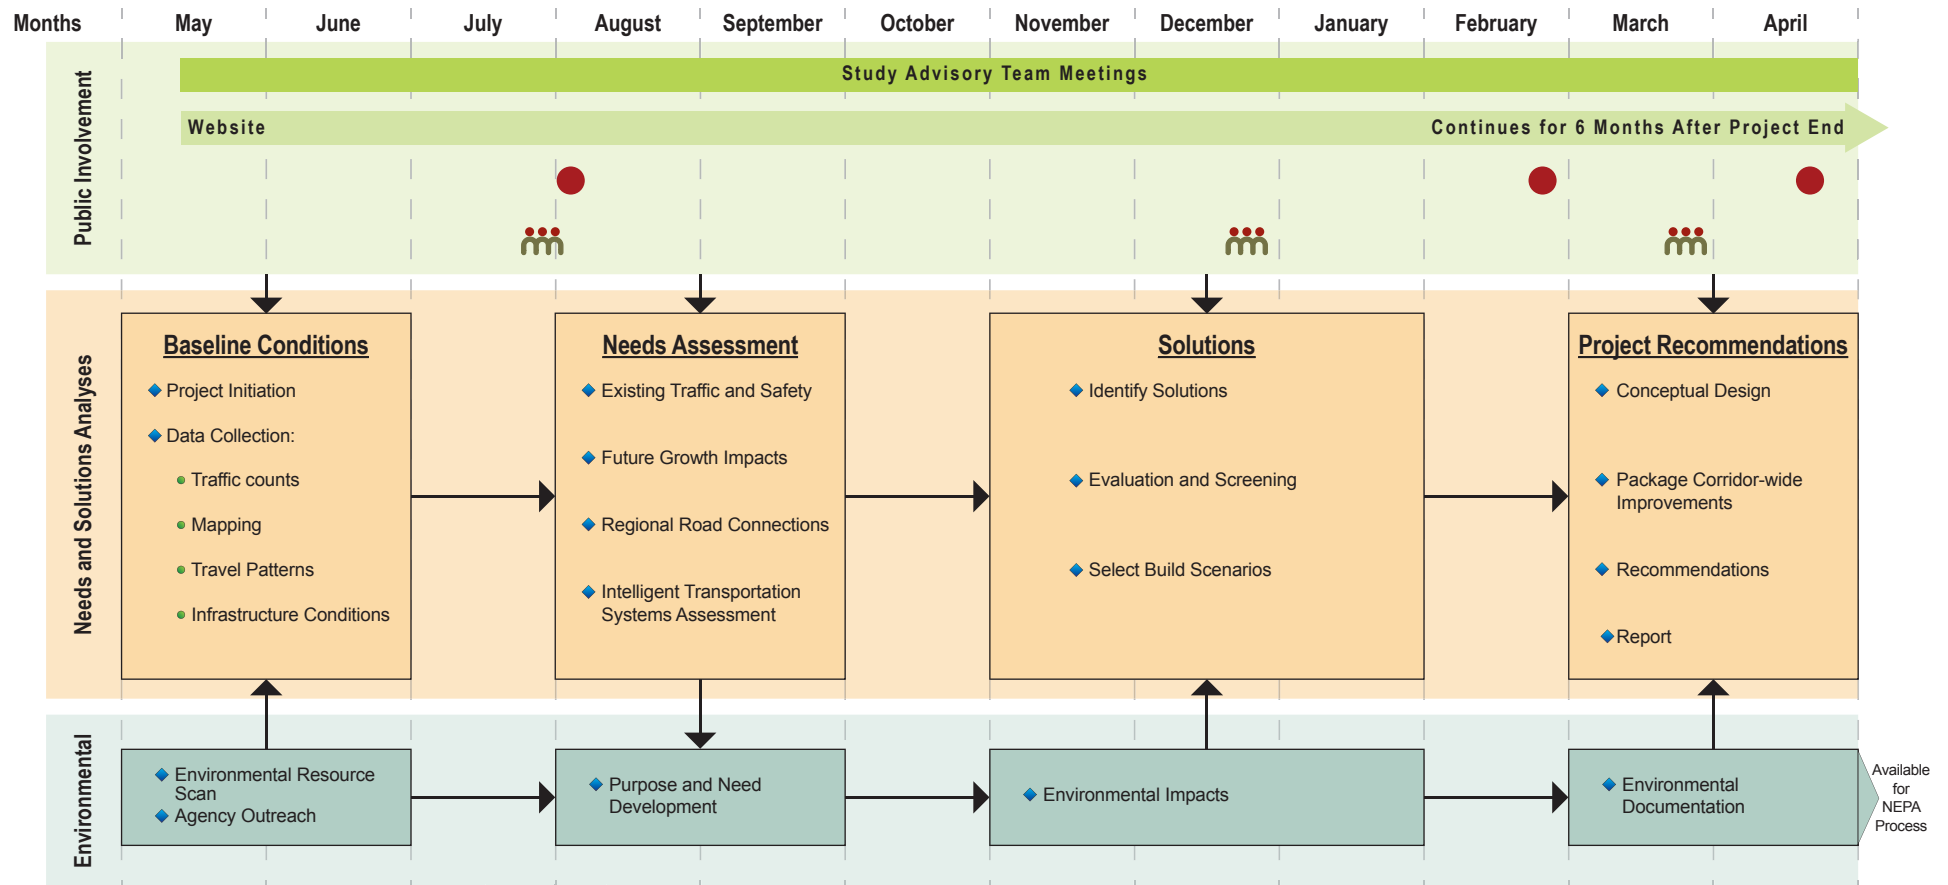 Months May June July August September October November December January February March April
Public Involvement
Study Advisory Team Meetings
Website
Continues for 6 Months After Project End
Needs and Solutions Analyses
Baseline Conditions
Project Initiation
Data Collection:
Traffic counts
Mapping
Travel Patterns
Infrastructure Conditions
Needs Assessment
Existing Traffic and Safety
Future Growth Impacts
Regional Road Connections
Intelligent Transportation
Systems Assessment
Solutions
Identify Solutions
Evaluation and Screening
Select Build Scenarios
Project Recommendations
Conceptual Design
Package Corridor-wide
Improvements
Recommendations
Report
Environmental
Environmental Resource
Scan
Agency Outreach
Purpose and Need
Development
Environmental Impacts
Environmental
Documentation
Available
for
NEPA
Process